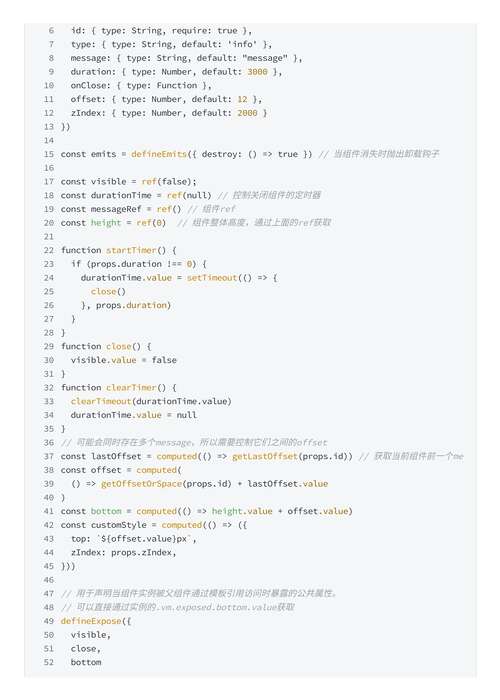 6 id: { type: String, require: true },
7 type: { type: String, default: 'info' },
8 message: { type: String, default: "message" },
9 duration: { type: Number, default: 3000 },
10 onClose: { type: Function },
11 offset: { type: Number, default: 12 },
12 zIndex: { type: Number, default: 2000 }
13 })
14
15 const emits = defineEmits({ destroy: () => true }) // 当组件消失时抛出卸载钩子
16
17 const visible = ref(false);
18 const durationTime = ref(null) // 控制关闭组件的定时器
19 const messageRef = ref() // 组件ref
20 const height = ref(0) // 组件整体高度，通过上面的ref获取
21
22 function startTimer() {
23 if (props.duration !== 0) {
24 durationTime.value = setTimeout(() => {
25 close()
26 }, props.duration)
27 }
28 }
29 function close() {
30 visible.value = false
31 }
32 function clearTimer() {
33 clearTimeout(durationTime.value)
34 durationTime.value = null
35 }
36 // 可能会同时存在多个message，所以需要控制它们之间的offset
37 const lastOffset = computed(() => getLastOffset(props.id)) // 获取当前组件前一个me
38 const offset = computed(
39 () => getOffsetOrSpace(props.id) + lastOffset.value
40 )
41 const bottom = computed(() => height.value + offset.value)
42 const customStyle = computed(() => ({
43 top: `${offset.value}px`,
44 zIndex: props.zIndex,
45 }))
46
47 // 用于声明当组件实例被父组件通过模板引用访问时暴露的公共属性。
48 // 可以直接通过实例的.vm.exposed.bottom.value获取
49 defineExpose({
50 visible,
51 close,
52 bottom